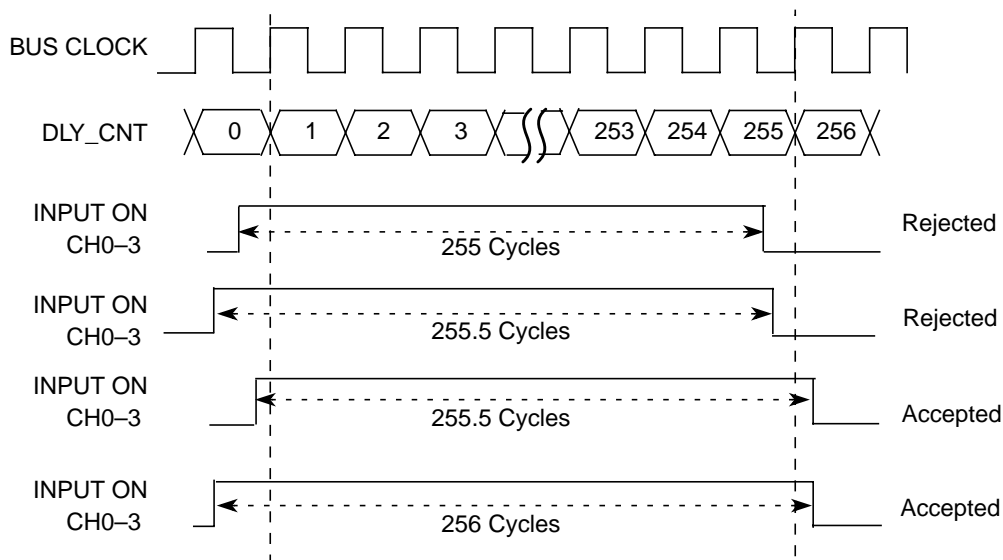 BUS CLOCK
DLY_CNT
0 1 2 3 253 254 255 256
INPUT ON
CH0–3
255 Cycles
Rejected
INPUT ON
CH0–3
255.5 Cycles
Rejected
INPUT ON
CH0–3
255.5 Cycles
Accepted
INPUT ON
CH0–3
256 Cycles
Accepted